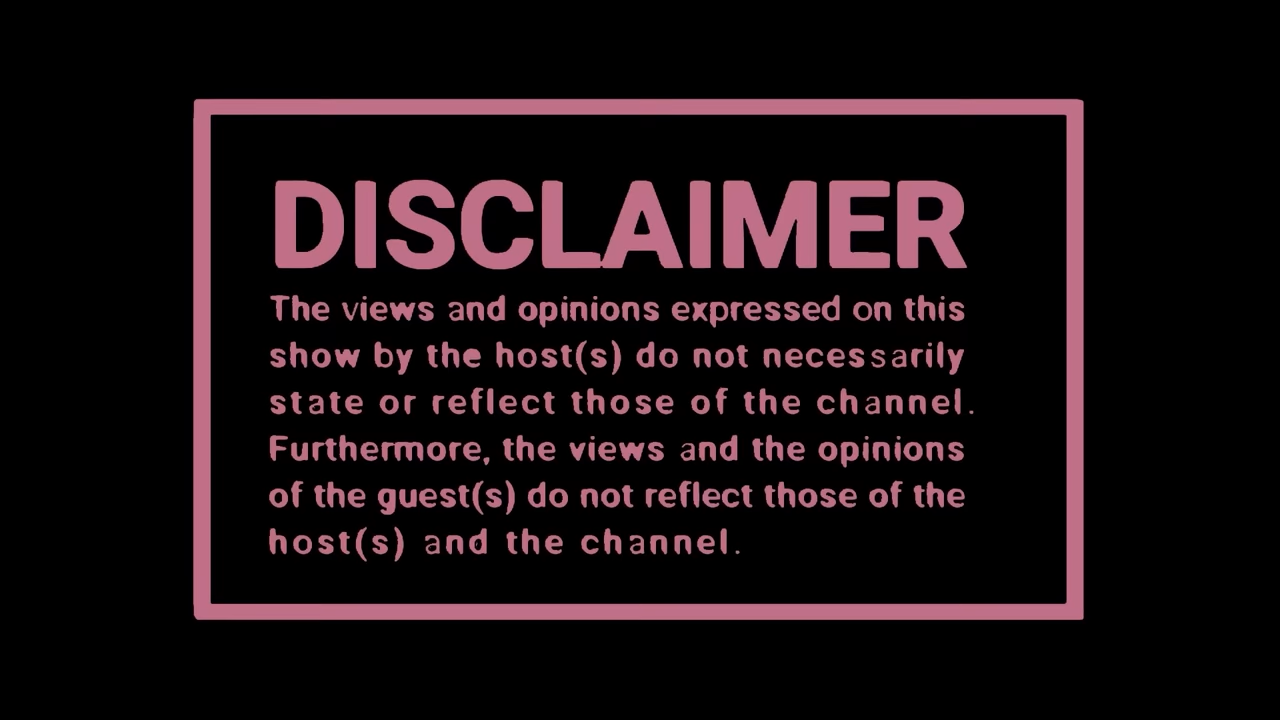 DISCLAIMER
The views and opinions expressed on this
show by the host(s) do not necessarily
state or reflect those of the channel.
Furthermore, the views and the opinions
of the guest(s) do not reflect those of the
host(s) and the channel.